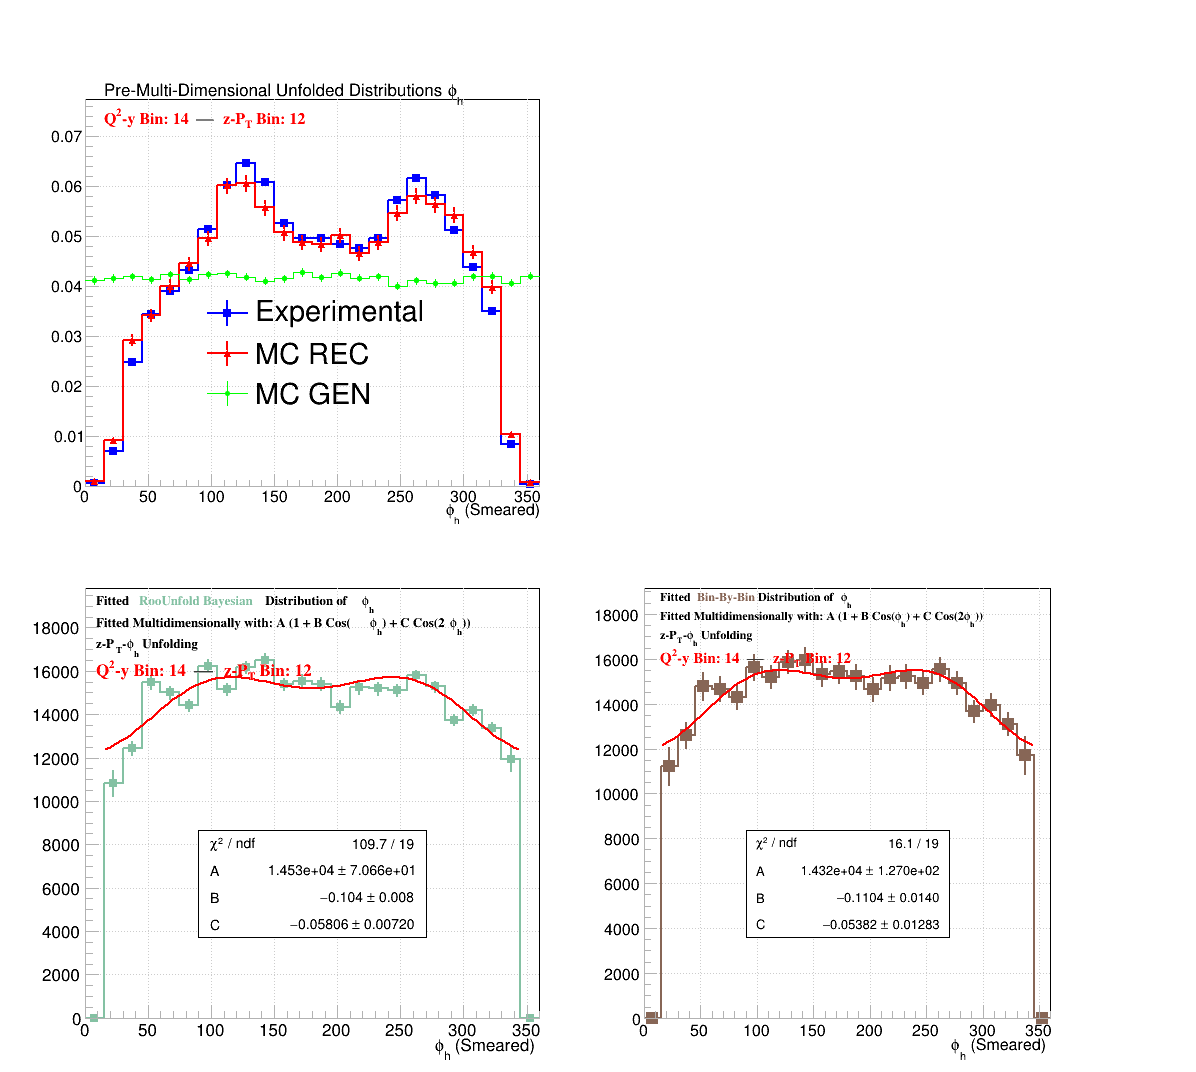 Pre-Multi-Dimensional Unfolded Distributions ϕh
Q²-y Bin: 14 — z-PT Bin: 12
0.07
0.06
0.05
0.04
0.03
0.02
0.01
0
Experimental
MC REC
MC GEN
0 50 100 150 200 250 300 350
ϕh (Smeared)
Fitted RooUnfold Bayesian Distribution of ϕh
Fitted Multidimensionally with: A (1 + B Cos(ϕh) + C Cos(2 ϕh))
z-PT-ϕh Unfolding
Q²-y Bin: 14 — z-PT Bin: 12
18000
16000
14000
12000
10000
8000
6000
4000
2000
0
χ² / ndf 109.7 / 19
A 1.453e+04 ± 7.066e+01
B −0.104 ± 0.008
C −0.05806 ± 0.00720
0 50 100 150 200 250 300 350
ϕh (Smeared)
Fitted Bin-By-Bin Distribution of ϕh
Fitted Multidimensionally with: A (1 + B Cos(ϕh) + C Cos(2ϕh))
z-PT-ϕh Unfolding
Q²-y Bin: 14 — z-PT Bin: 12
18000
16000
14000
12000
10000
8000
6000
4000
2000
0
χ² / ndf 16.1 / 19
A 1.432e+04 ± 1.270e+02
B −0.1104 ± 0.0140
C −0.05382 ± 0.01283
0 50 100 150 200 250 300 350
ϕh (Smeared)